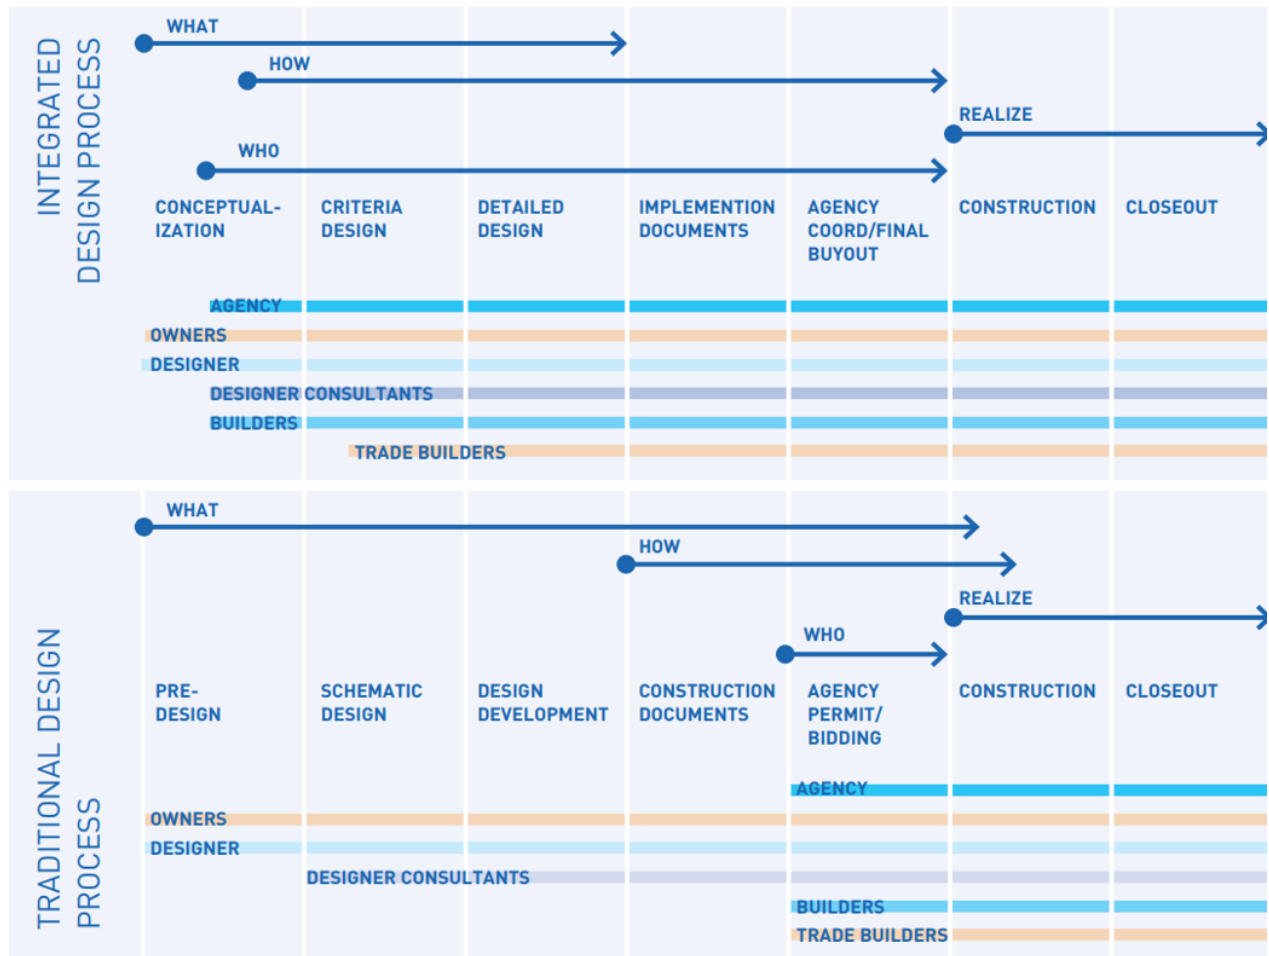 INTEGRATED
DESIGN PROCESS
WHAT
HOW
REALIZE
WHO
CONCEPTUAL-
IZATION
CRITERIA
DESIGN
DETAILED
DESIGN
IMPLEMENTION
DOCUMENTS
AGENCY
COORD/FINAL
BUYOUT
CONSTRUCTION
CLOSEOUT
AGENCY
OWNERS
DESIGNER
DESIGNER CONSULTANTS
BUILDERS
TRADE BUILDERS
TRADITIONAL DESIGN
PROCESS
WHAT
HOW
REALIZE
WHO
PRE-
DESIGN
SCHEMATIC
DESIGN
DESIGN
DEVELOPMENT
CONSTRUCTION
DOCUMENTS
AGENCY
PERMIT/
BIDDING
CONSTRUCTION
CLOSEOUT
AGENCY
OWNERS
DESIGNER
DESIGNER CONSULTANTS
BUILDERS
TRADE BUILDERS